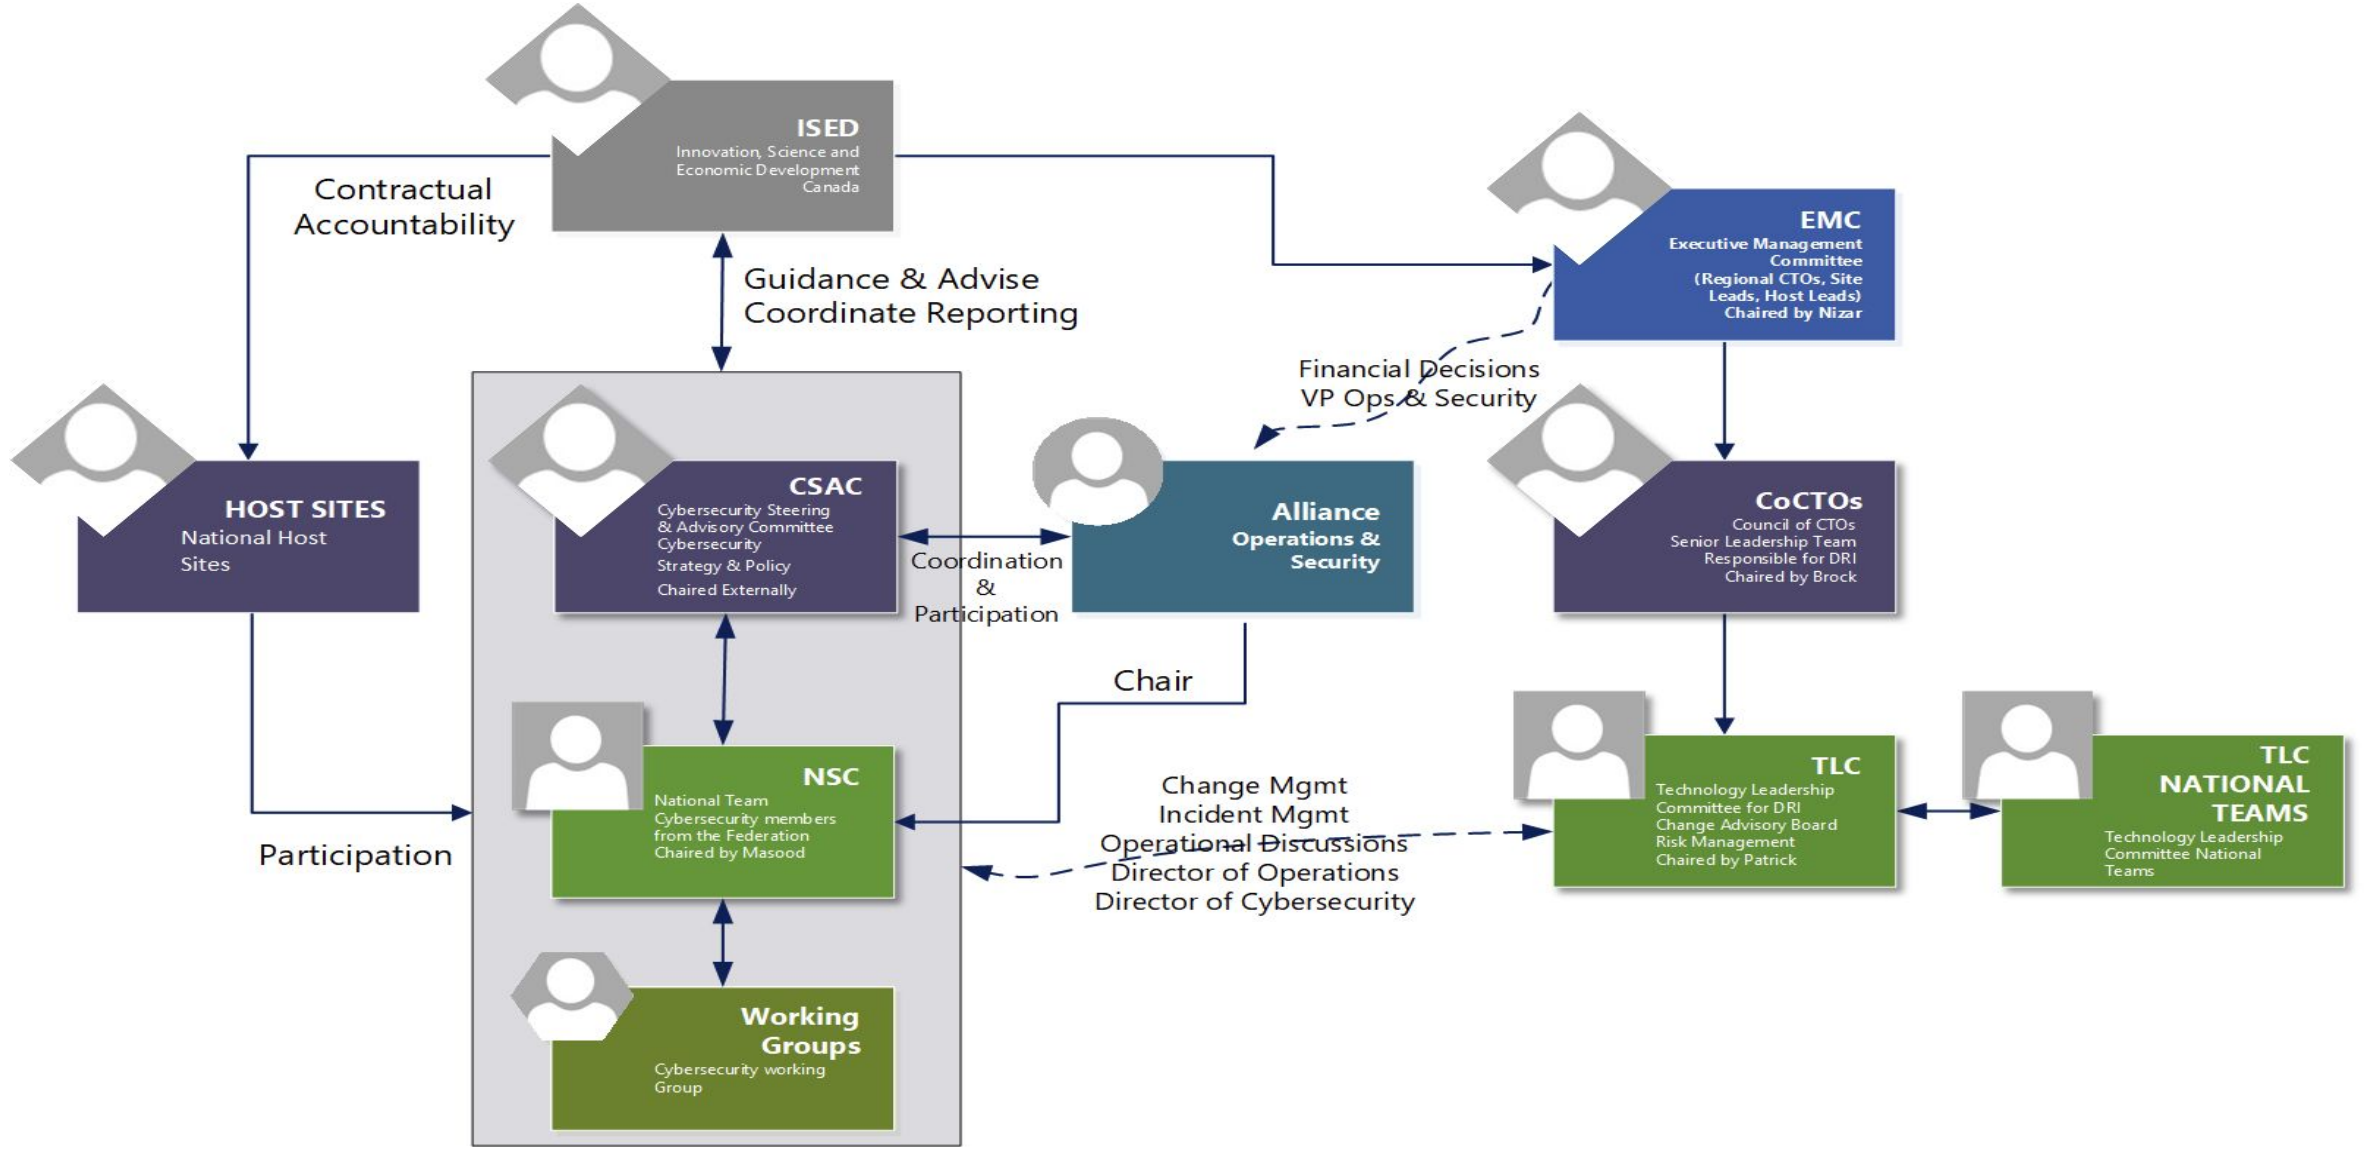 ISED
Innovation, Science and
Economic Development
Canada
Contractual
Accountability
EMC
Executive Management
Committee
(Regional CTOs, Site
Leads, Host Leads)
Chaired by Nizar
Guidance & Advise
Coordinate Reporting
Financial Decisions
VP Ops & Security
HOST SITES
National Host
Sites
CSAC
Cybersecurity Steering
& Advisory Committee
Cybersecurity
Strategy & Policy
Chaired Externally
Coordination
&
Participation
Alliance
Operations &
Security
CoCTOs
Council of CTOs
Senior Leadership Team
Responsible for DRI
Chaired by Brock
Chair
NSC
National Team
Cybersecurity members
from the Federation
Chaired by Masood
Participation
Change Mgmt
Incident Mgmt
Operational Discussions
Director of Operations
Director of Cybersecurity
TLC
Technology Leadership
Committee for DRI
Change Advisory Board
Risk Management
Chaired by Patrick
TLC
NATIONAL
TEAMS
Technology Leadership
Committee National
Teams
Working
Groups
Cybersecurity working
Group